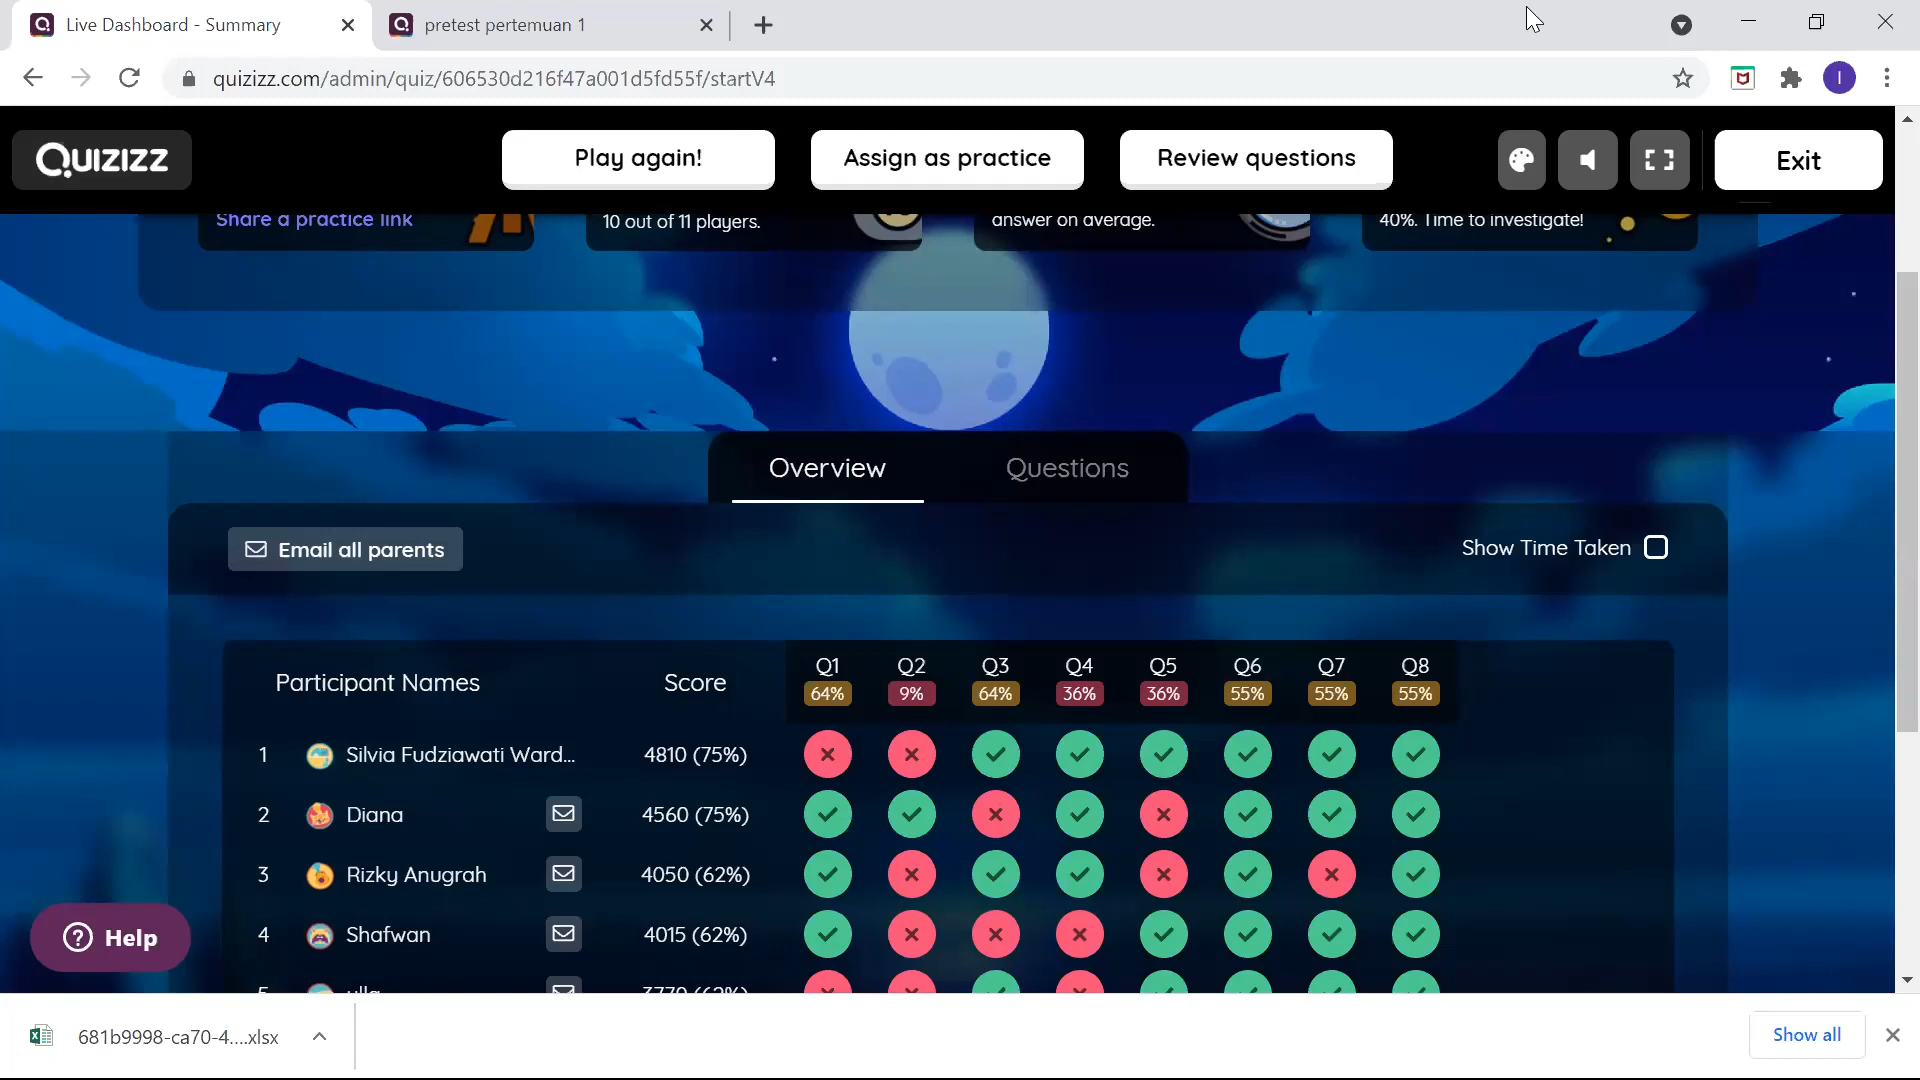 Live Dashboard - Summary
pretest pertemuan 1
quizizz.com/admin/quiz/606530d216f47a001d5fd55f/startV4
I
QUIZIZZ
Play again!
Assign as practice
Review questions
Exit
Share a practice link
10 out of 11 players.
answer on average.
40%. Time to investigate!
Overview
Questions
Email all parents
Show Time Taken
Participant Names Score Q1 Q2 Q3 Q4 Q5 Q6 Q7 Q8
64% 9% 64% 36% 36% 55% 55% 55%
1 Silvia Fudziawati Ward... 4810 (75%)
2 Diana 4560 (75%)
3 Rizky Anugrah 4050 (62%)
4 Shafwan 4015 (62%)
Help
681b9998-ca70-4....xlsx
Show all